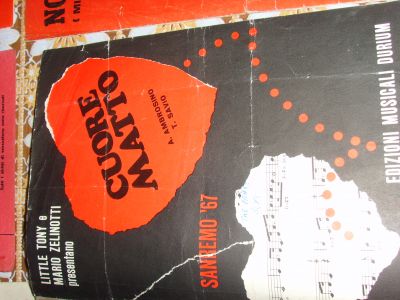 LITTLE TONY e
MARIO ZELINOTTI
presentano
CUORE
MATTO
A. AMBROSINO
T. SAVIO
SANREMO '67
EDIZIONI MUSICALI DURIUM
NO